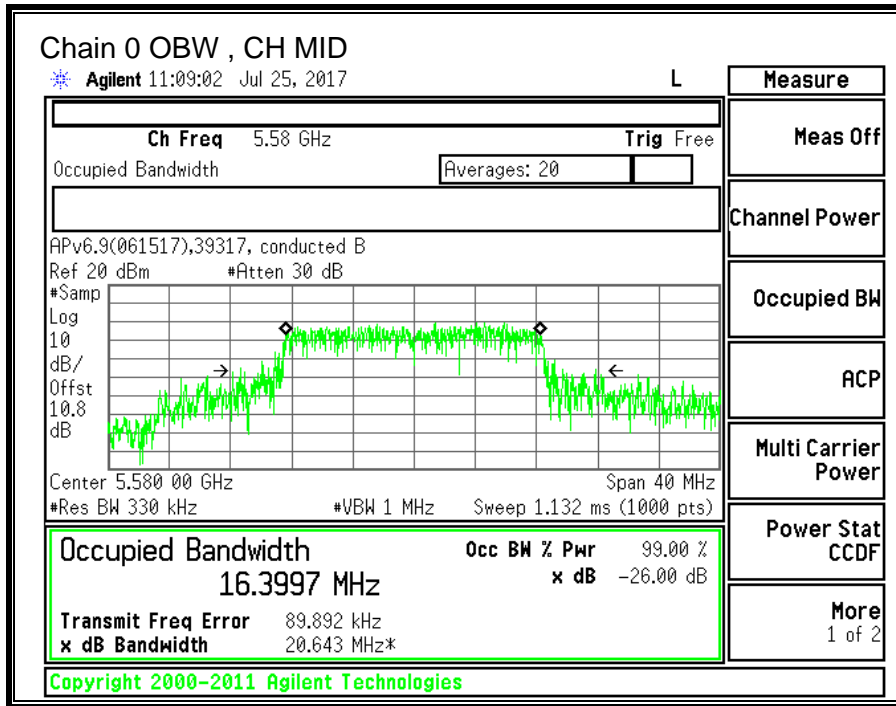 Chain 0 OBW , CH MID
Agilent 11:09:02 Jul 25, 2017 L
Measure
Ch Freq 5.58 GHz Trig Free
Meas Off
Occupied Bandwidth Averages: 20
Channel Power
APv6.9(061517),39317, conducted B
Ref 20 dBm #Atten 30 dB
#Samp
Log
10
dB/
Offst
10.8
dB
Occupied BW
ACP
Multi Carrier
Power
Center 5.580 00 GHz Span 40 MHz
#Res BW 330 kHz #VBW 1 MHz Sweep 1.132 ms (1000 pts)
Power Stat
CCDF
Occupied Bandwidth Occ BW % Pwr 99.00 %
16.3997 MHz x dB -26.00 dB
Transmit Freq Error 89.892 kHz
x dB Bandwidth 20.643 MHz*
More
1 of 2
Copyright 2000-2011 Agilent Technologies